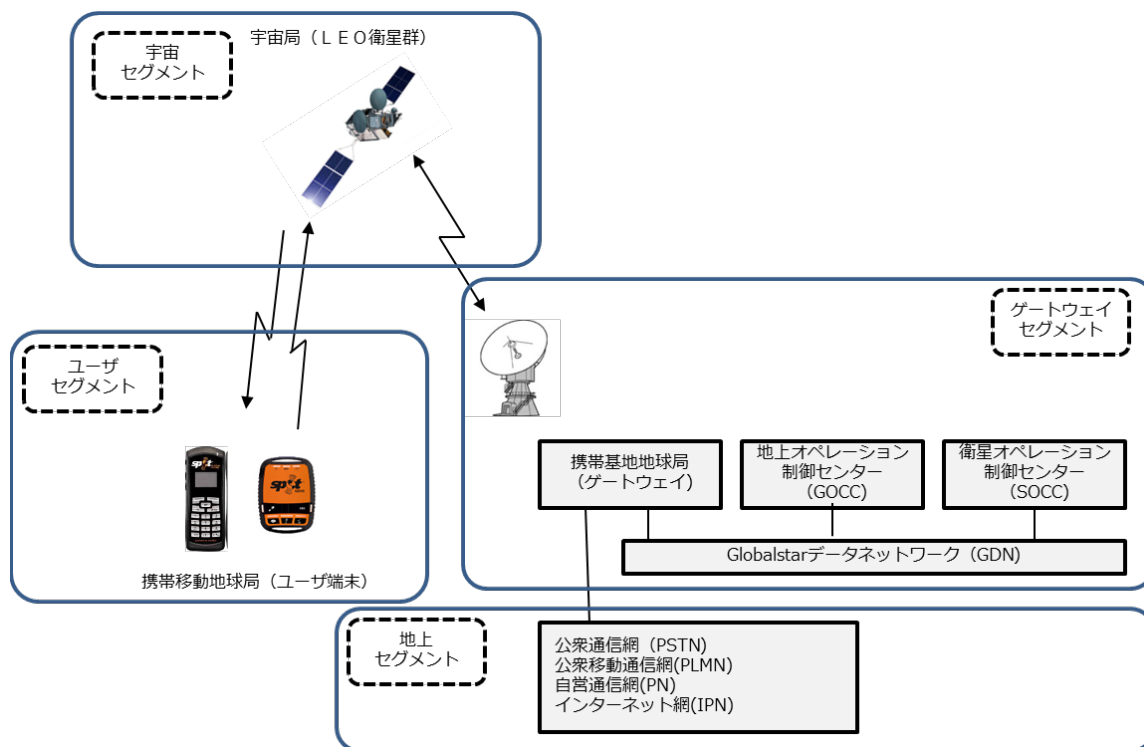 宇宙
セグメント
宇宙局（ＬＥＯ衛星群）
ゲートウェイ
セグメント
ユーザ
セグメント
spot
spot
携帯移動地球局（ユーザ端末）
携帯基地地球局
（ゲートウェイ）
地上オペレーション
制御センター
(GOCC)
衛星オペレーション
制御センター
(SOCC)
Globalstarデータネットワーク（GDN）
地上
セグメント
公衆通信網（PSTN)
公衆移動通信網(PLMN)
自営通信網(PN)
インターネット網(IPN)